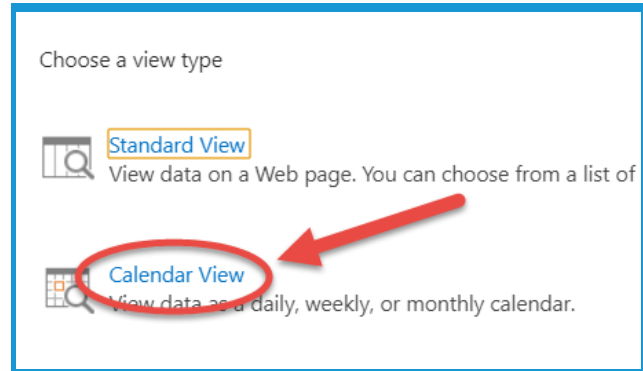 Choose a view type
Standard View
View data on a Web page. You can choose from a list of
Calendar View
View data as a daily, weekly, or monthly calendar.